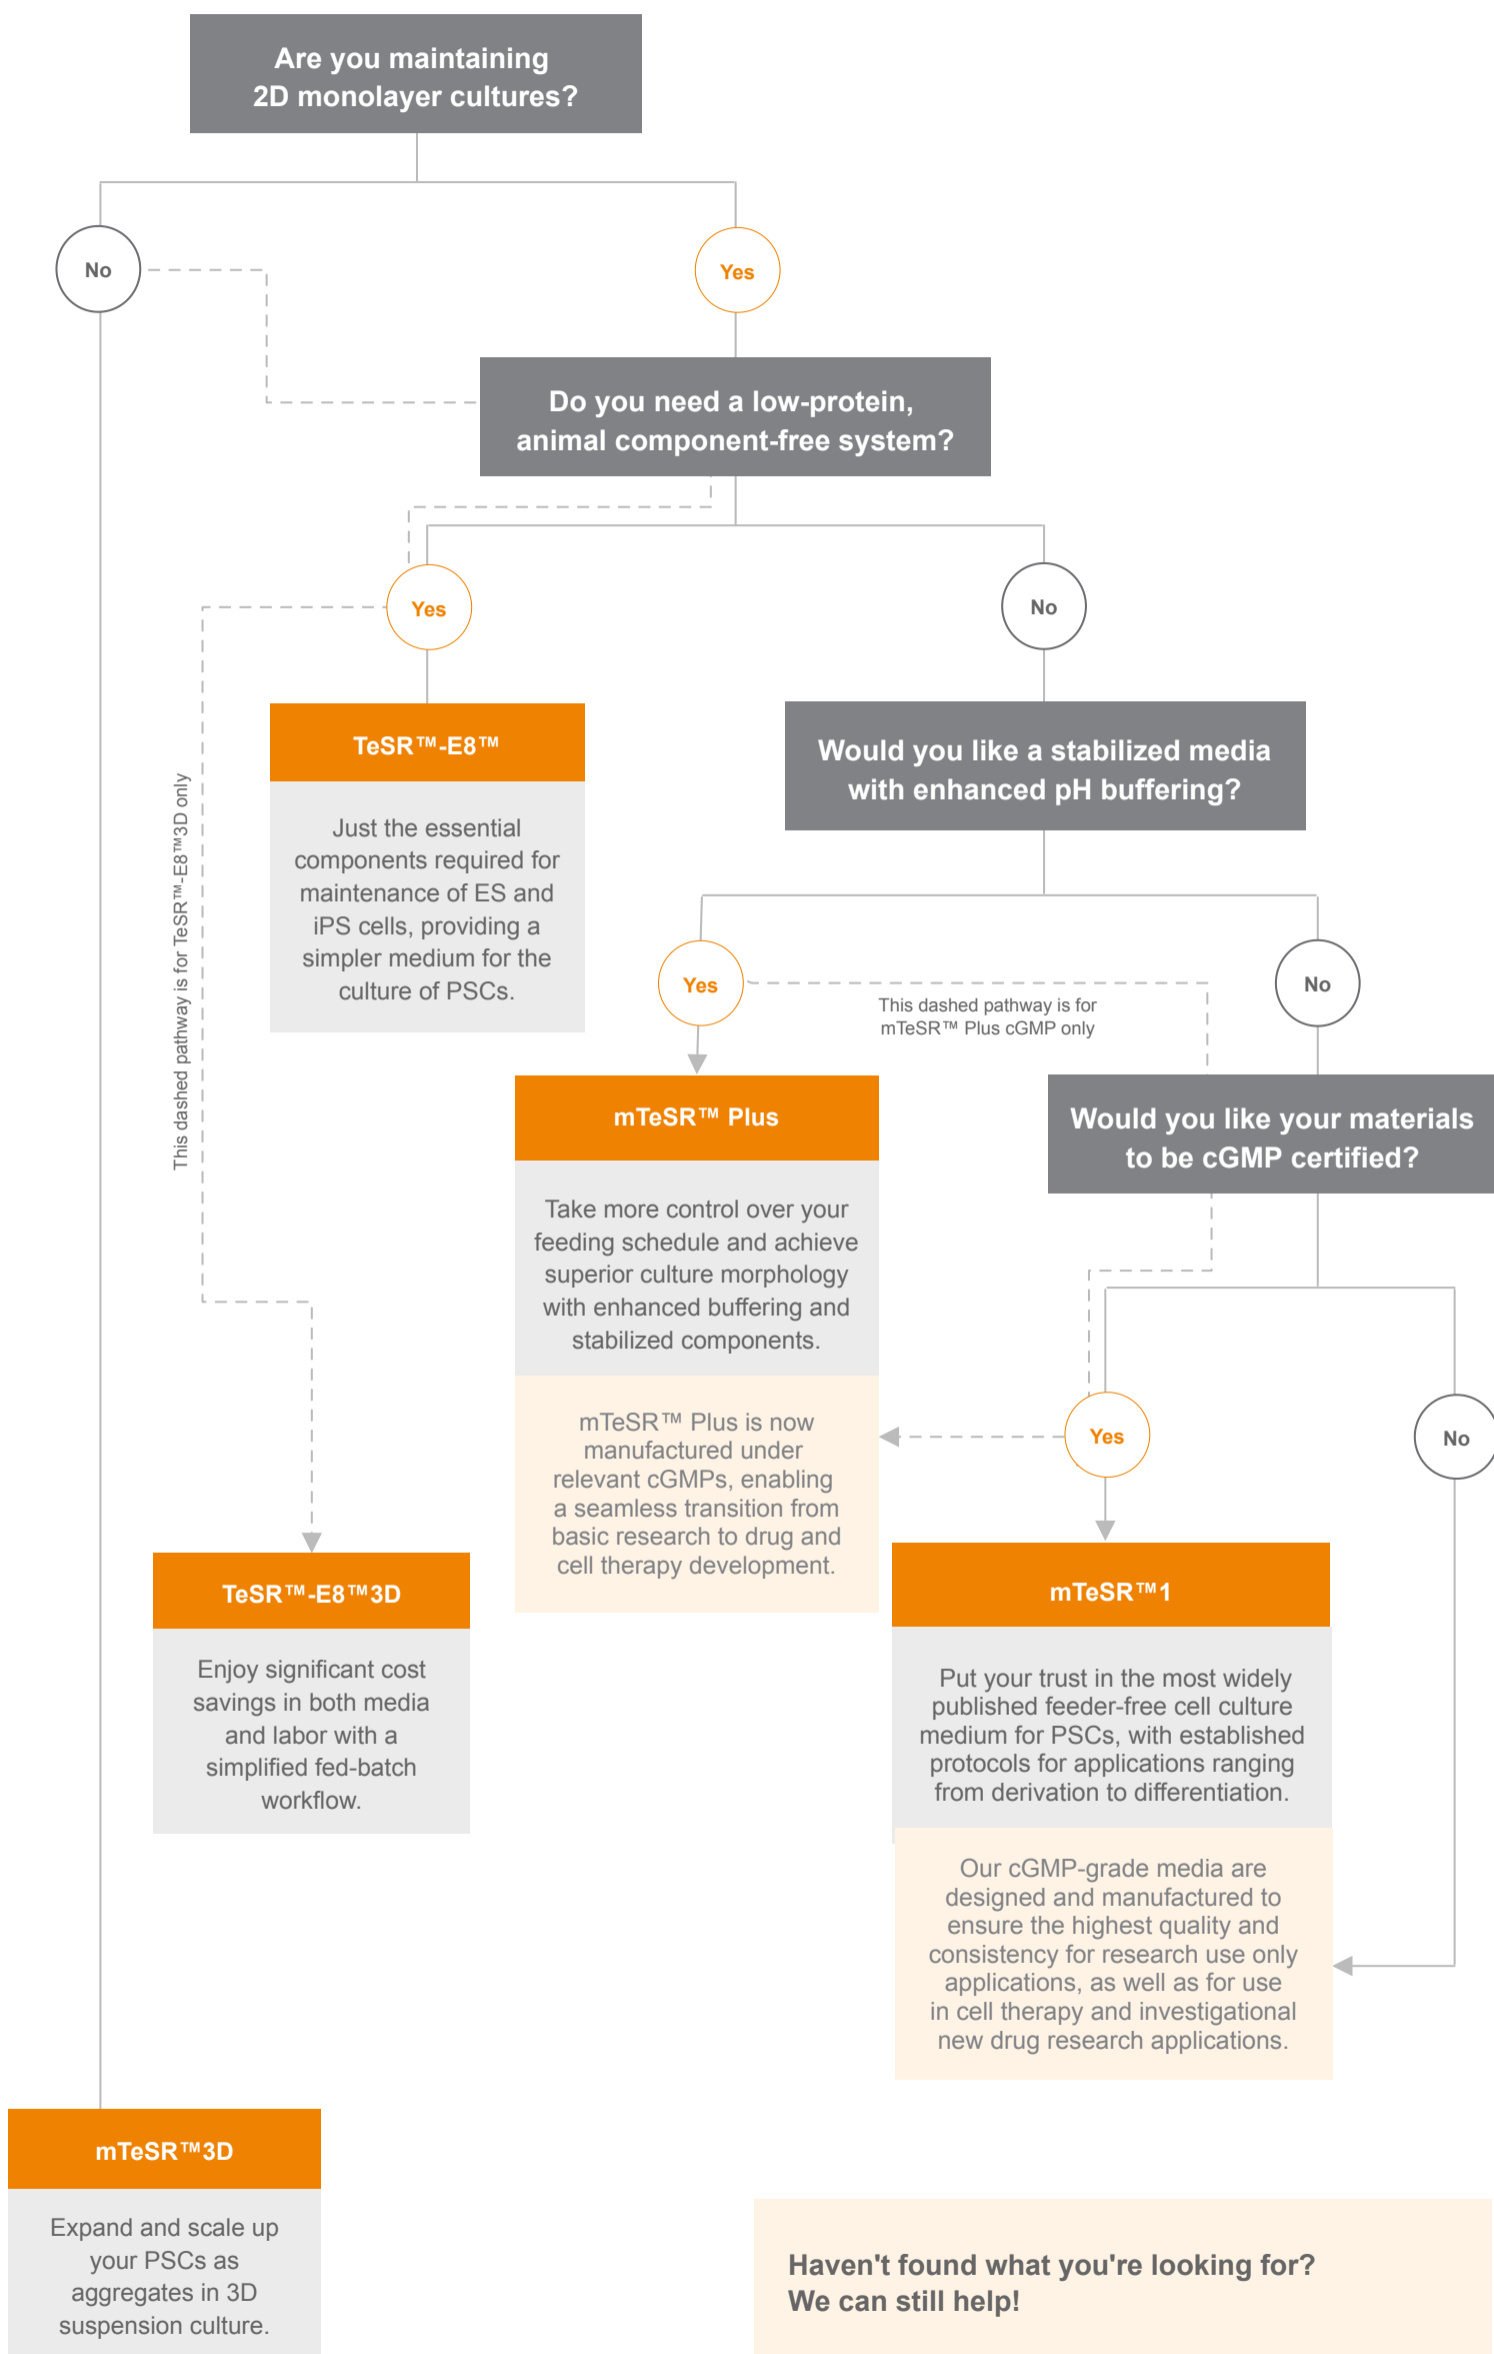 Are you maintaining
2D monolayer cultures?
No
Yes
Do you need a low-protein,
animal component-free system?
Yes
No
TeSR™-E8™
Just the essential
components required for
maintenance of ES and
iPS cells, providing a
simpler medium for the
culture of PSCs.
Would you like a stabilized media
with enhanced pH buffering?
This dashed pathway is for TeSR™-E8™3D only
Yes
This dashed pathway is for
mTeSR™ Plus cGMP only
No
mTeSR™ Plus
Take more control over your
feeding schedule and achieve
superior culture morphology
with enhanced buffering and
stabilized components.
mTeSR™ Plus is now
manufactured under
relevant cGMPs, enabling
a seamless transition from
basic research to drug and
cell therapy development.
Would you like your materials
to be cGMP certified?
Yes
No
TeSR™-E8™3D
Enjoy significant cost
savings in both media
and labor with a
simplified fed-batch
workflow.
mTeSR™1
Put your trust in the most widely
published feeder-free cell culture
medium for PSCs, with established
protocols for applications ranging
from derivation to differentiation.
Our cGMP-grade media are
designed and manufactured to
ensure the highest quality and
consistency for research use only
applications, as well as for use
in cell therapy and investigational
new drug research applications.
mTeSR™3D
Expand and scale up
your PSCs as
aggregates in 3D
suspension culture.
Haven't found what you're looking for?
We can still help!